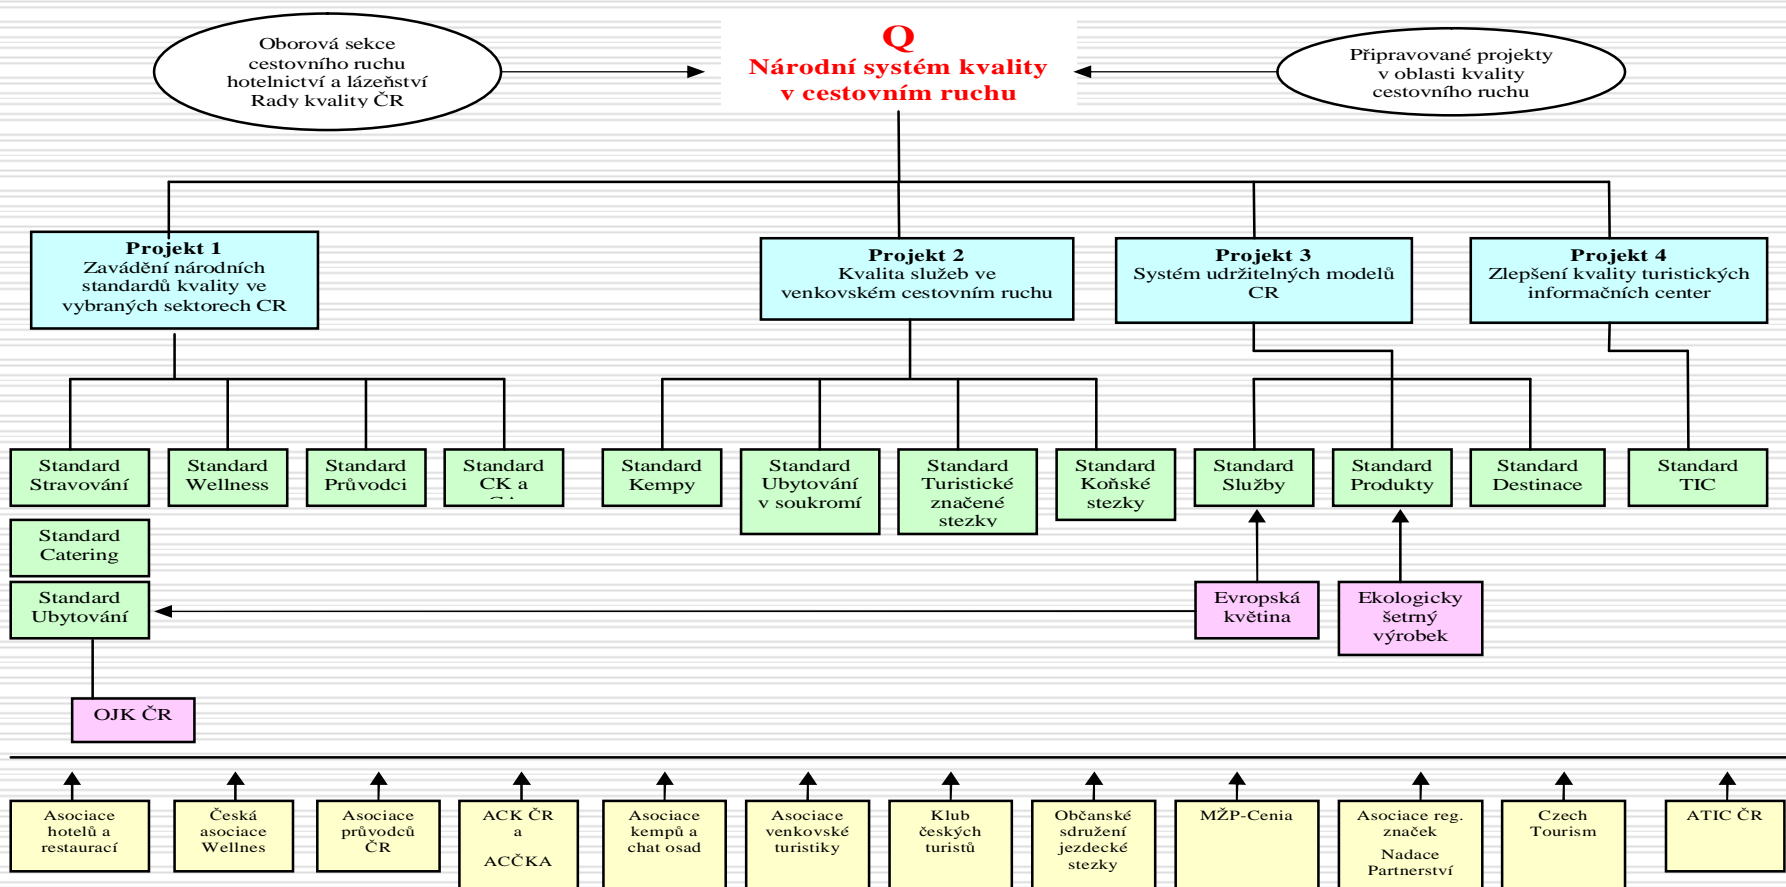 Oborová sekce
cestovního ruchu
hotelnictví a lázeňství
Rady kvality ČR
Q
Národní systém kvality
v cestovním ruchu
Připravované projekty
v oblasti kvality
cestovního ruchu
Projekt 1
Zavádění národních
standardů kvality ve
vybraných sektorech CR
Projekt 2
Kvalita služeb ve
venkovském cestovním ruchu
Projekt 3
Systém udržitelných modelů
CR
Projekt 4
Zlepšení kvality turistických
informačních center
Standard
Stravování
Standard
Wellness
Standard
Průvodci
Standard
CK a
Standard
Kempy
Standard
Ubytování
v soukromí
Standard
Turistické
značené
stezky
Standard
Koňské
stezky
Standard
Služby
Standard
Produkty
Standard
Destinace
Standard
TIC
Standard
Catering
Standard
Ubytování
Evropská
květina
Ekologicky
šetrný
výrobek
OJK ČR
Asociace
hotelů a
restaurací
Česká
asociace
Wellnes
Asociace
průvodců
ČR
ACK ČR
a
ACČKA
Asociace
kempů a
chat osad
Asociace
venkovské
turistiky
Klub
českých
turistů
Občanské
sdružení
jezdecké
stezky
MŽP-Cenia
Asociace reg.
značek
Nadace
Partnerství
Czech
Tourism
ATIC ČR